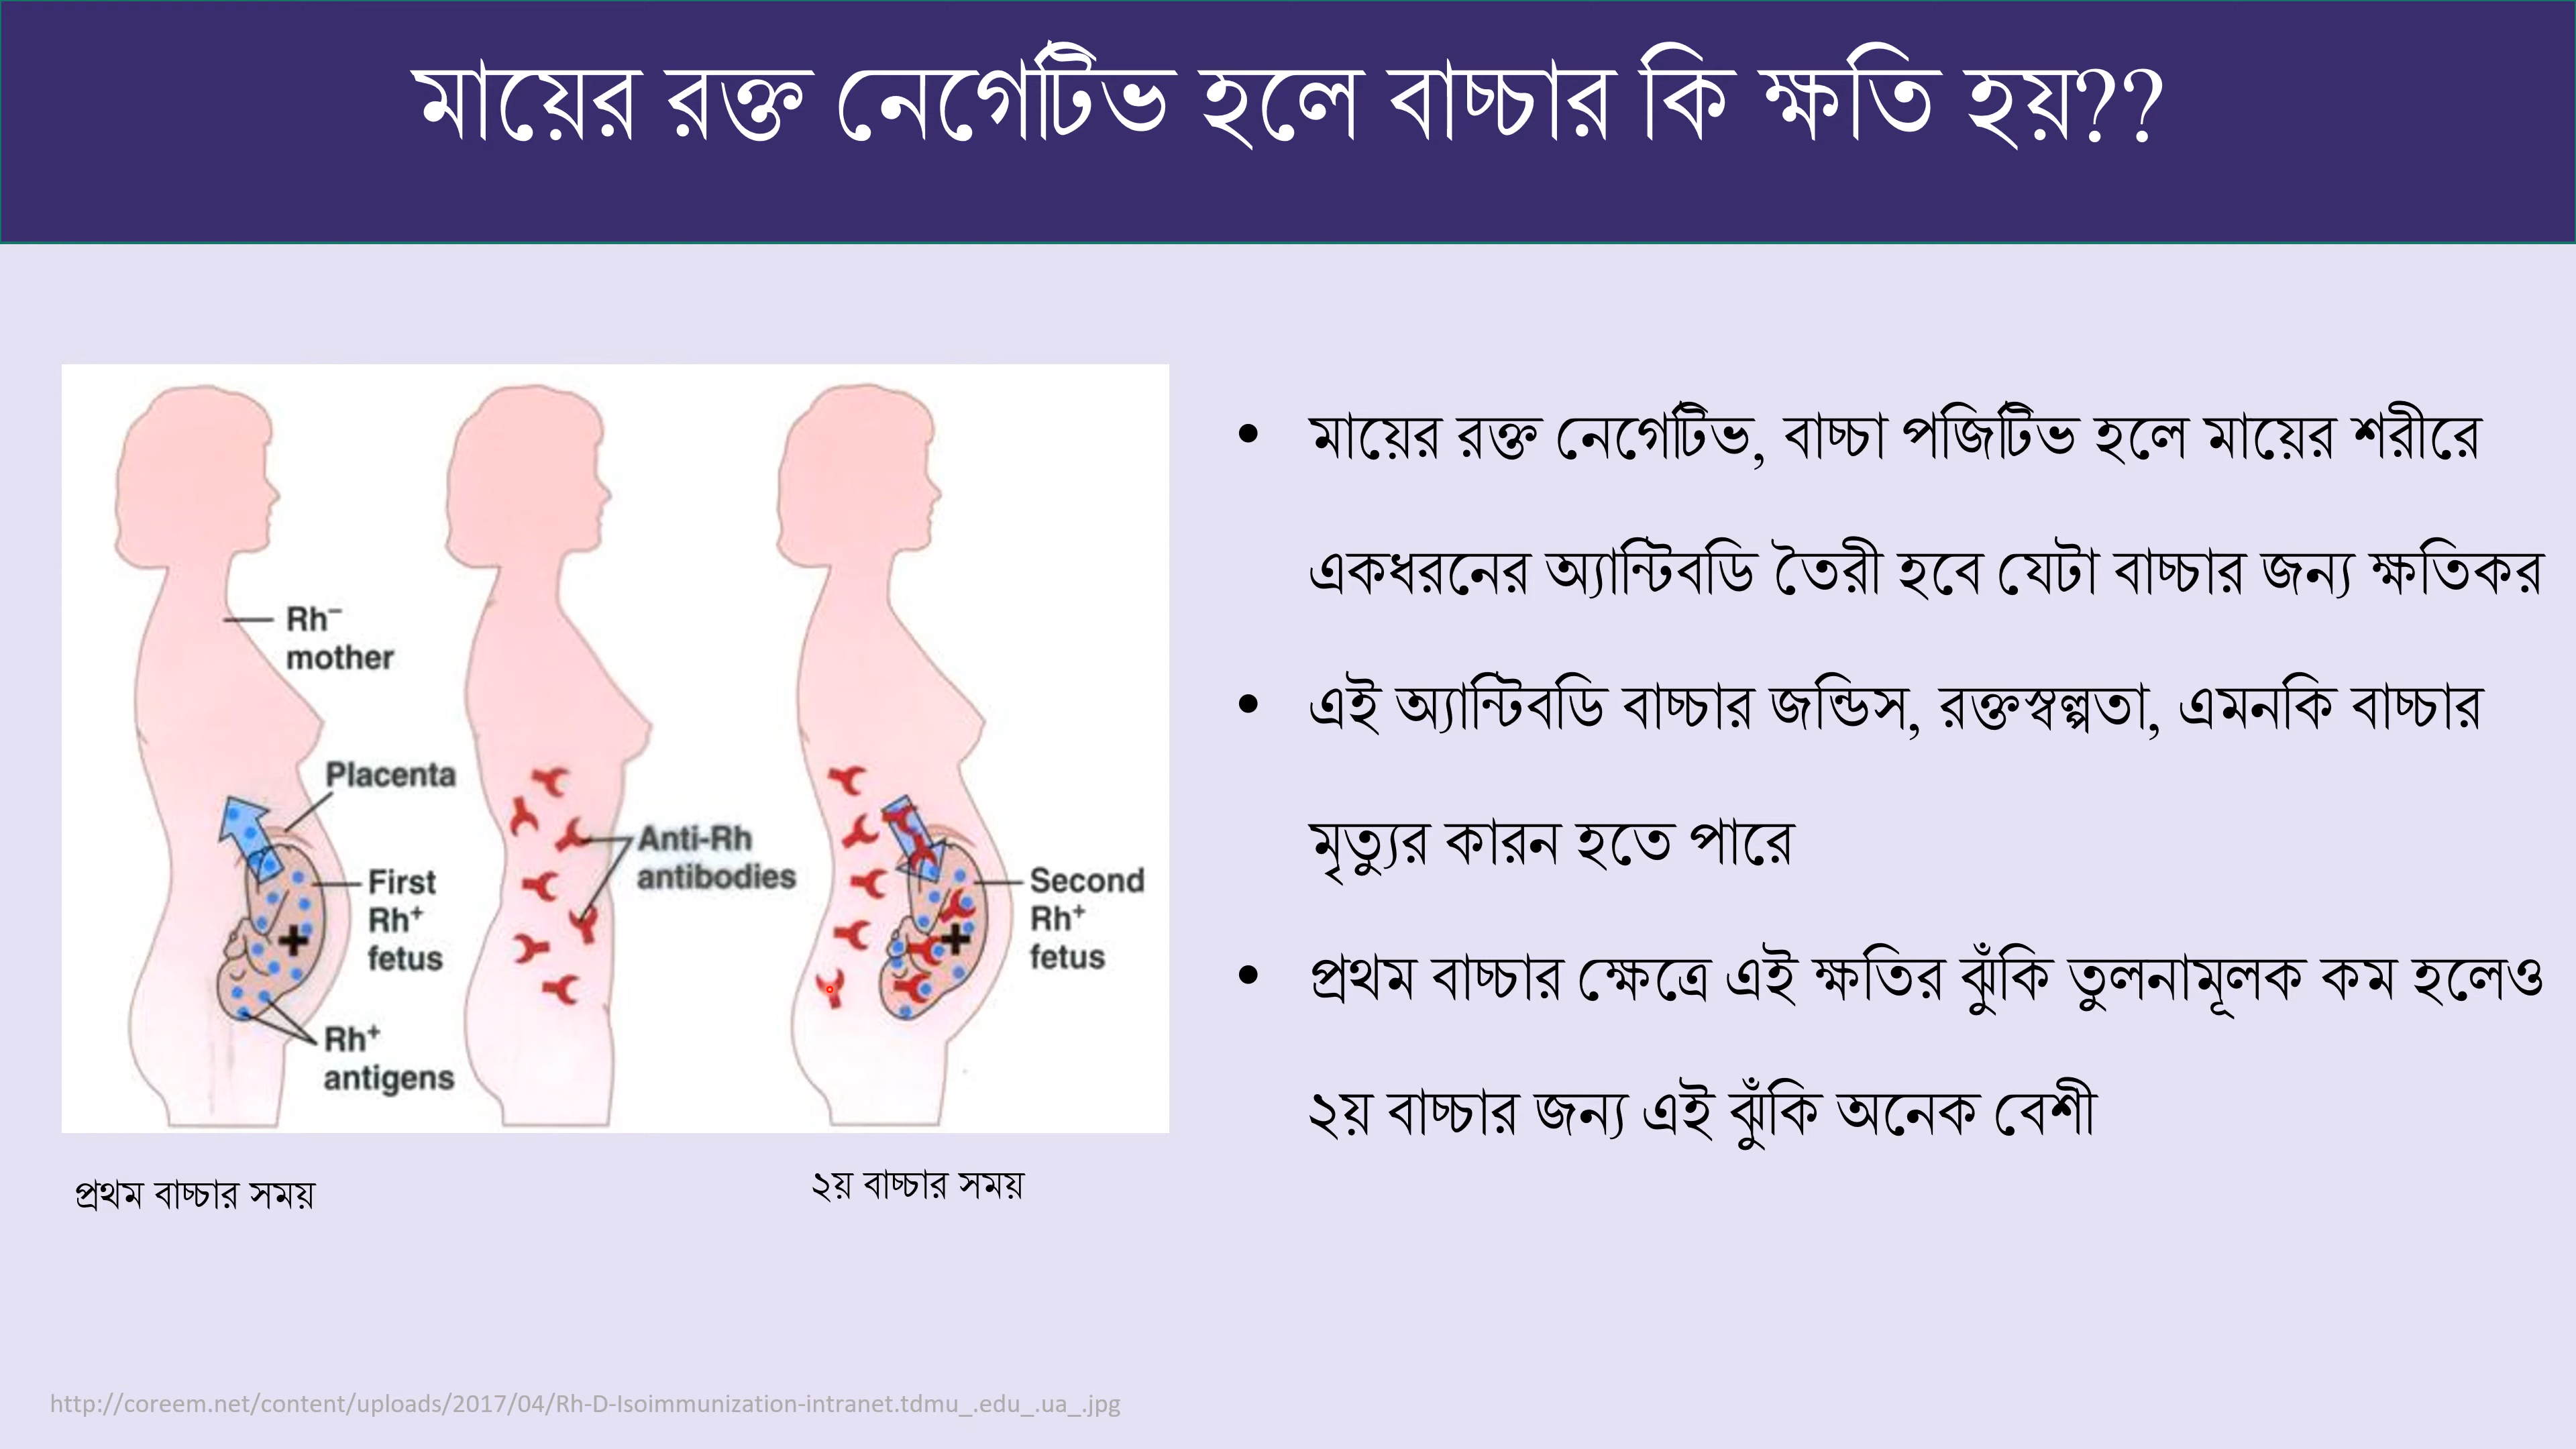 মায়ের রক্ত নেগেটিভ হলে বাচ্চার কি ক্ষতি হয়??
Rh⁻
mother
Placenta
First
Rh⁺
fetus
Rh⁺
antigens
Anti-Rh
antibodies
Second
Rh⁺
fetus
প্রথম বাচ্চার সময়
২য় বাচ্চার সময়
• মায়ের রক্ত নেগেটিভ, বাচ্চা পজিটিভ হলে মায়ের শরীরে
একধরনের অ্যান্টিবডি তৈরী হবে যেটা বাচ্চার জন্য ক্ষতিকর
• এই অ্যান্টিবডি বাচ্চার জন্ডিস, রক্তস্বল্পতা, এমনকি বাচ্চার
মৃত্যুর কারন হতে পারে
• প্রথম বাচ্চার ক্ষেত্রে এই ক্ষতির ঝুঁকি তুলনামূলক কম হলেও
২য় বাচ্চার জন্য এই ঝুঁকি অনেক বেশী
http://coreem.net/content/uploads/2017/04/Rh-D-Isoimmunization-intranet.tdmu_.edu_.ua_.jpg